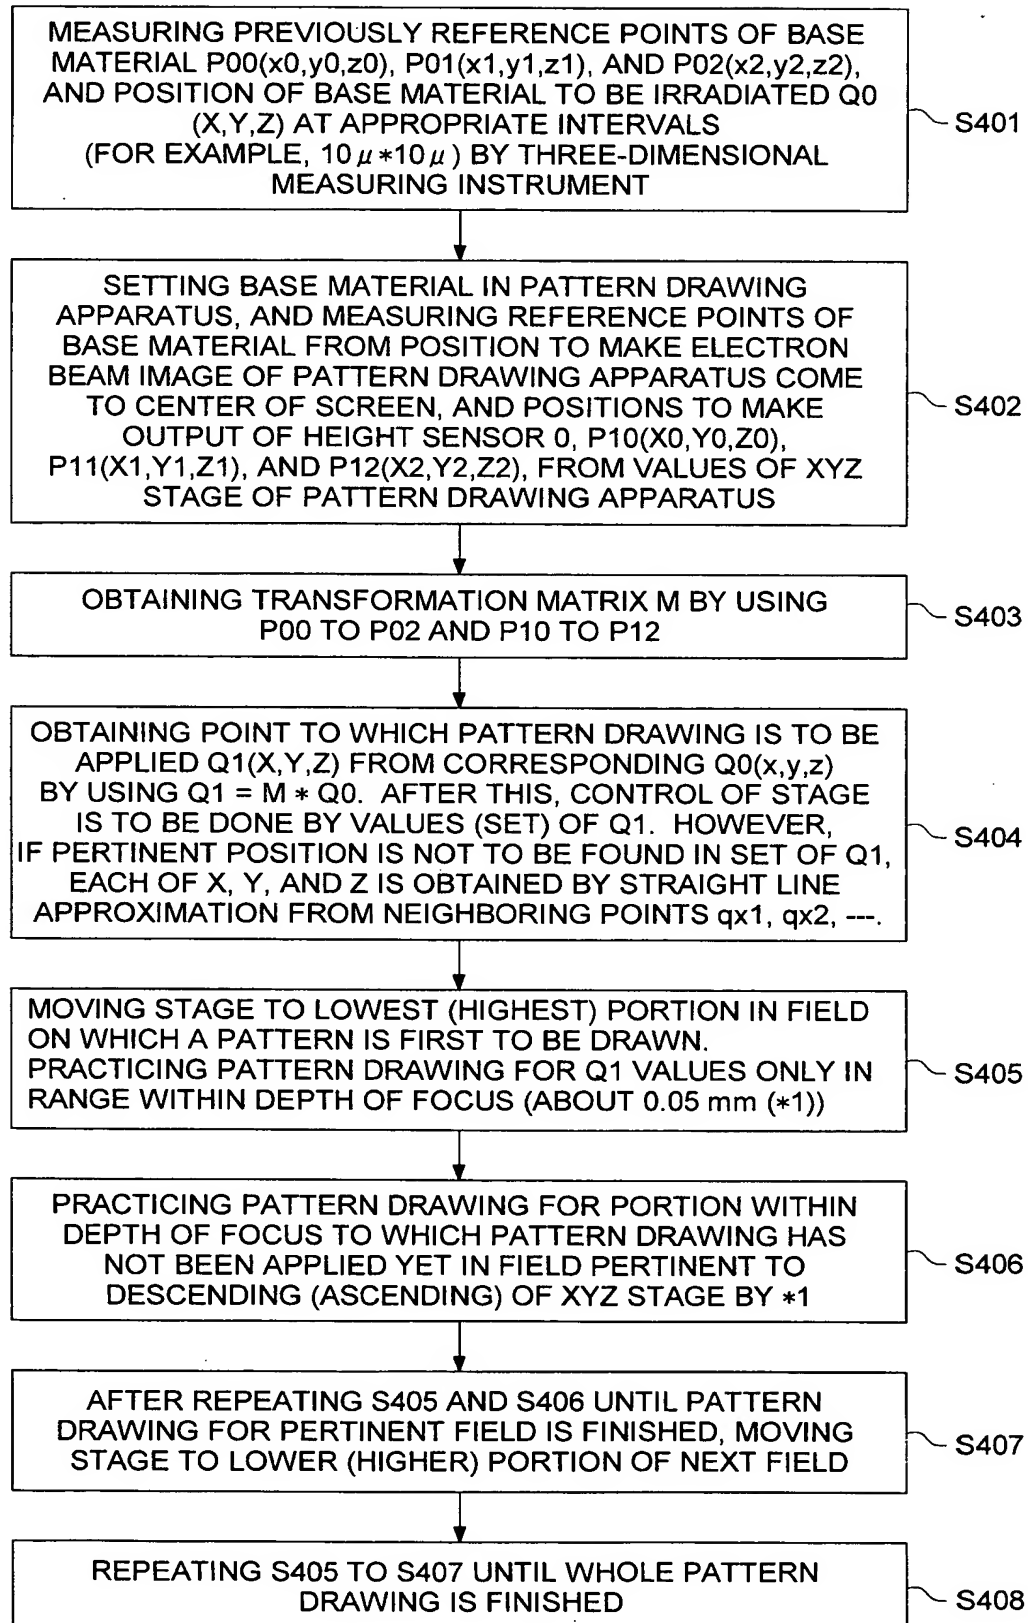 MEASURING PREVIOUSLY REFERENCE POINTS OF BASE
MATERIAL P00(x0,y0,z0), P01(x1,y1,z1), AND P02(x2,y2,z2),
AND POSITION OF BASE MATERIAL TO BE IRRADIATED Q0
(X,Y,Z) AT APPROPRIATE INTERVALS
(FOR EXAMPLE, 10μ*10μ) BY THREE-DIMENSIONAL
MEASURING INSTRUMENT
S401
SETTING BASE MATERIAL IN PATTERN DRAWING
APPARATUS, AND MEASURING REFERENCE POINTS OF
BASE MATERIAL FROM POSITION TO MAKE ELECTRON
BEAM IMAGE OF PATTERN DRAWING APPARATUS COME
TO CENTER OF SCREEN, AND POSITIONS TO MAKE
OUTPUT OF HEIGHT SENSOR 0, P10(X0,Y0,Z0),
P11(X1,Y1,Z1), AND P12(X2,Y2,Z2), FROM VALUES OF XYZ
STAGE OF PATTERN DRAWING APPARATUS
S402
OBTAINING TRANSFORMATION MATRIX M BY USING
P00 TO P02 AND P10 TO P12
S403
OBTAINING POINT TO WHICH PATTERN DRAWING IS TO BE
APPLIED Q1(X,Y,Z) FROM CORRESPONDING Q0(x,y,z)
BY USING Q1 = M * Q0. AFTER THIS, CONTROL OF STAGE
IS TO BE DONE BY VALUES (SET) OF Q1. HOWEVER,
IF PERTINENT POSITION IS NOT TO BE FOUND IN SET OF Q1,
EACH OF X, Y, AND Z IS OBTAINED BY STRAIGHT LINE
APPROXIMATION FROM NEIGHBORING POINTS qx1, qx2, ---.
S404
MOVING STAGE TO LOWEST (HIGHEST) PORTION IN FIELD
ON WHICH A PATTERN IS FIRST TO BE DRAWN.
PRACTICING PATTERN DRAWING FOR Q1 VALUES ONLY IN
RANGE WITHIN DEPTH OF FOCUS (ABOUT 0.05 mm (*1))
S405
PRACTICING PATTERN DRAWING FOR PORTION WITHIN
DEPTH OF FOCUS TO WHICH PATTERN DRAWING HAS
NOT BEEN APPLIED YET IN FIELD PERTINENT TO
DESCENDING (ASCENDING) OF XYZ STAGE BY *1
S406
AFTER REPEATING S405 AND S406 UNTIL PATTERN
DRAWING FOR PERTINENT FIELD IS FINISHED, MOVING
STAGE TO LOWER (HIGHER) PORTION OF NEXT FIELD
S407
REPEATING S405 TO S407 UNTIL WHOLE PATTERN
DRAWING IS FINISHED
S408